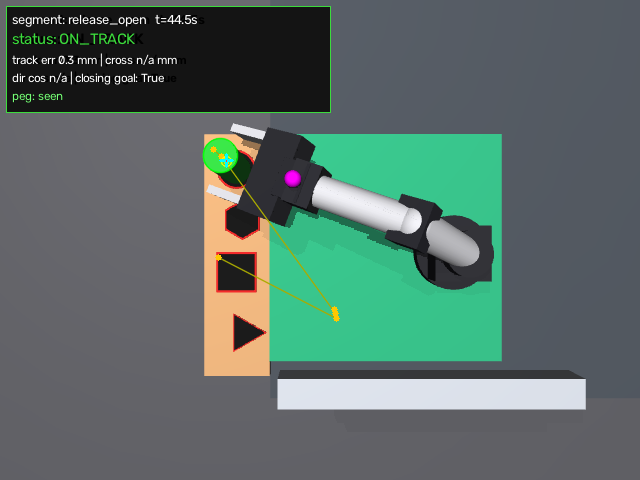 segment: release_open  t=44.5s
status: ON_TRACK
track err 0.3 mm | cross n/a mm
dir cos n/a | closing goal: True
peg: seen